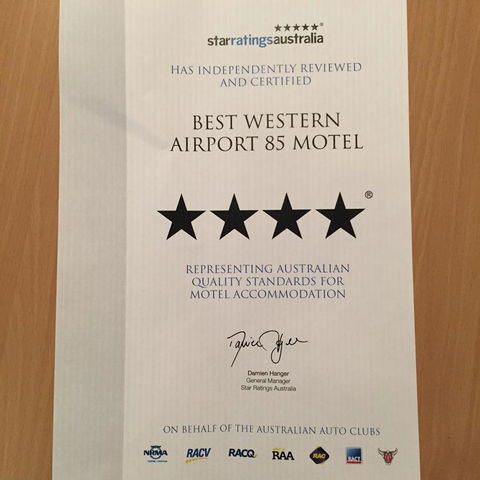 starratingsaustralia
HAS INDEPENDENTLY REVIEWED
AND CERTIFIED
BEST WESTERN
AIRPORT 85 MOTEL
®
REPRESENTING AUSTRALIAN
QUALITY STANDARDS FOR
MOTEL ACCOMMODATION
Damien Hanger
General Manager
Star Ratings Australia
ON BEHALF OF THE AUSTRALIAN AUTO CLUBS
NRMA RACV RACQ RAA RAC RACT